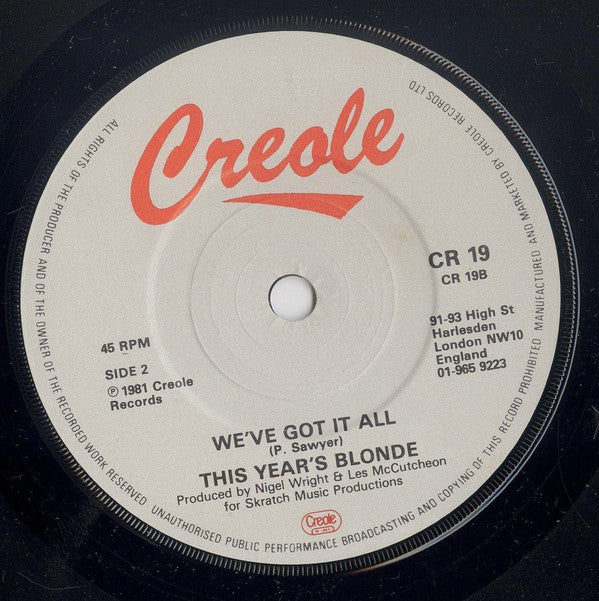 Creole
CR 19
CR 19B
91-93 High St
Harlesden
London NW10
England
01-965 9223
45 RPM
SIDE 2
℗ 1981 Creole
Records
WE'VE GOT IT ALL
(P. Sawyer)
THIS YEAR'S BLONDE
Produced by Nigel Wright & Les McCutcheon
for Skratch Music Productions
Creole
ALL RIGHTS OF THE PRODUCER AND OF THE OWNER OF THE RECORDED WORK RESERVED UNAUTHORISED PUBLIC PERFORMANCE BROADCASTING AND COPYING OF THIS RECORD PROHIBITED MANUFACTURED AND MARKETED BY CREOLE RECORDS LTD